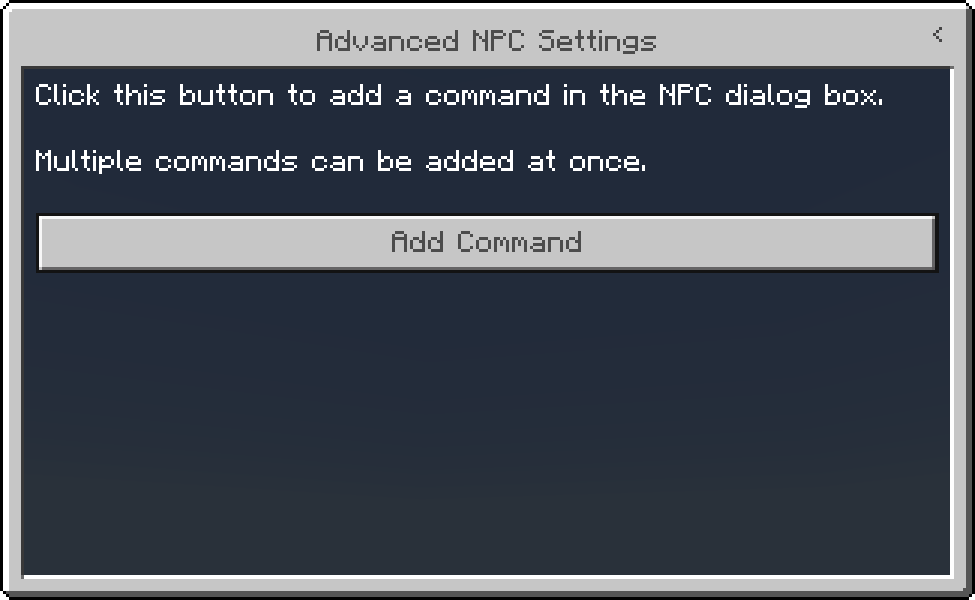 Advanced NPC Settings
<
Click this button to add a command in the NPC dialog box.
Multiple commands can be added at once.
Add Command